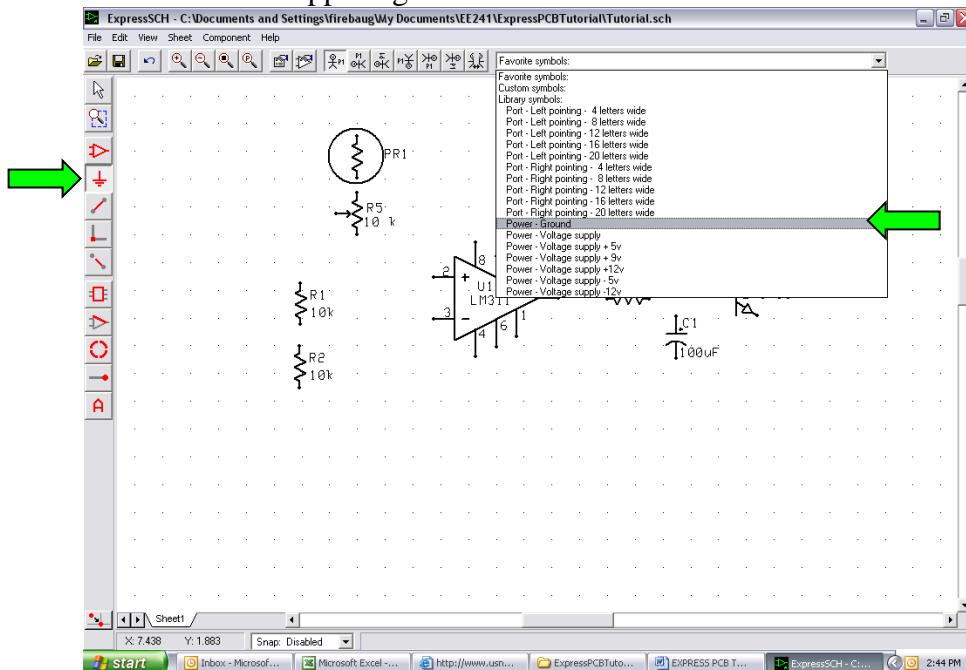 ExpressSCH - C:\Documents and Settings\firebaug\My Documents\EE241\ExpressPCBTutorial\Tutorial.sch
File Edit View Sheet Component Help
Favorite symbols:
Favorite symbols:
Custom symbols:
Library symbols:
Port - Left pointing - 4 letters wide
Port - Left pointing - 8 letters wide
Port - Left pointing - 12 letters wide
Port - Left pointing - 16 letters wide
Port - Left pointing - 20 letters wide
Port - Right pointing - 4 letters wide
Port - Right pointing - 8 letters wide
Port - Right pointing - 12 letters wide
Port - Right pointing - 16 letters wide
Port - Right pointing - 20 letters wide
Power - Ground
Power - Voltage supply
Power - Voltage supply + 5v
Power - Voltage supply + 9v
Power - Voltage supply +12v
Power - Voltage supply - 5v
Power - Voltage supply -12v
PR1
R5
10 k
8
2
U1
LM311
3
1
6
4
R1
10k
C1
100uF
R2
10k
A
Sheet1
X: 7.438 Y: 1.883 Snap: Disabled
start Inbox - Microsof... Microsoft Excel -... http://www.usn... ExpressPCBTuto... EXPRESS PCB T... ExpressSCH - C:... 2:44 PM